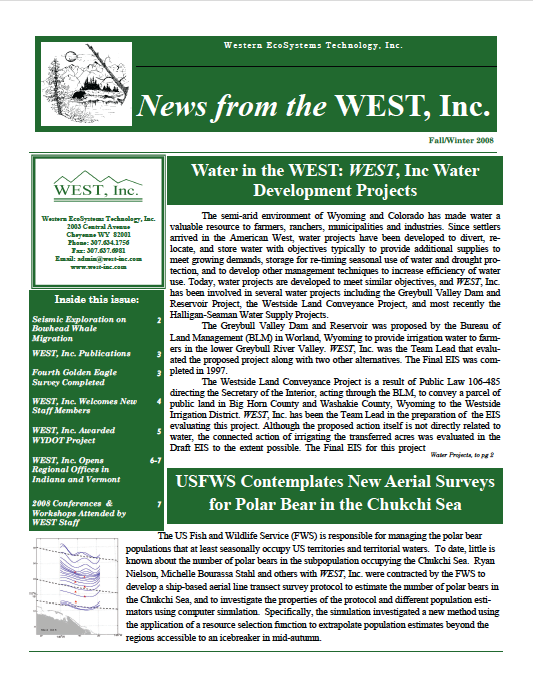 Western EcoSystems Technology, Inc.
News from the WEST, Inc.
Fall/Winter 2008
WEST, Inc.
Western EcoSystems Technology, Inc.
2003 Central Avenue
Cheyenne WY 82001
Phone: 307.634.1756
Fax: 307.637.6981
Email: admin@west-inc.com
www.west-inc.com
Inside this issue:
Seismic Exploration on 2
Bowhead Whale
Migration
WEST, Inc. Publications 3
Fourth Golden Eagle 3
Survey Completed
WEST, Inc. Welcomes New 4
Staff Members
WEST, Inc. Awarded 5
WYDOT Project
WEST, Inc. Opens 6-7
Regional Offices in
Indiana and Vermont
2008 Conferences & 7
Workshops Attended by
WEST Staff
Water in the WEST: WEST, Inc Water
Development Projects
The semi-arid environment of Wyoming and Colorado has made water a
valuable resource to farmers, ranchers, municipalities and industries. Since settlers
arrived in the American West, water projects have been developed to divert, re-
locate, and store water with objectives typically to provide additional supplies to
meet growing demands, storage for re-timing seasonal use of water and drought pro-
tection, and to develop other management techniques to increase efficiency of water
use. Today, water projects are developed to meet similar objectives, and WEST, Inc.
has been involved in several water projects including the Greybull Valley Dam and
Reservoir Project, the Westside Land Conveyance Project, and most recently the
Halligan-Seaman Water Supply Projects.
The Greybull Valley Dam and Reservoir was proposed by the Bureau of
Land Management (BLM) in Worland, Wyoming to provide irrigation water to farm-
ers in the lower Greybull River Valley. WEST, Inc. was the Team Lead that evalu-
ated the proposed project along with two other alternatives. The Final EIS was com-
pleted in 1997.
The Westside Land Conveyance Project is a result of Public Law 106-485
directing the Secretary of the Interior, acting through the BLM, to convey a parcel of
public land in Big Horn County and Washakie County, Wyoming to the Westside
Irrigation District. WEST, Inc. has been the Team Lead in the preparation of the EIS
evaluating this project. Although the proposed action itself is not directly related to
water, the connected action of irrigating the transferred acres was evaluated in the
Draft EIS to the extent possible. The Final EIS for this project
Water Projects, to pg 2
USFWS Contemplates New Aerial Surveys
for Polar Bear in the Chukchi Sea
The US Fish and Wildlife Service (FWS) is responsible for managing the polar bear
populations that at least seasonally occupy US territories and territorial waters. To date, little is
known about the number of polar bears in the subpopulation occupying the Chukchi Sea. Ryan
Nielson, Michelle Bourassa Stahl and others with WEST, Inc. were contracted by the FWS to
develop a ship-based aerial line transect survey protocol to estimate the number of polar bears in
the Chukchi Sea, and to investigate the properties of the protocol and different population esti-
mators using computer simulation. Specifically, the simulation investigated a new method using
the application of a resource selection function to extrapolate population estimates beyond the
regions accessible to an icebreaker in mid-autumn.